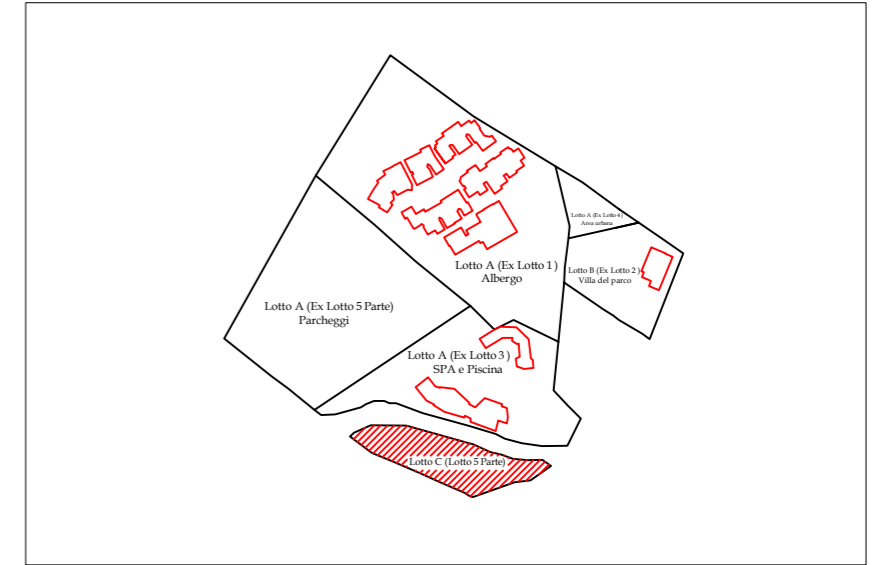 Lotto A (Ex Lotto 4)
Area urbana
Lotto A (Ex Lotto 1 )
Albergo
Lotto B (Ex Lotto 2 )
Villa del parco
Lotto A (Ex Lotto 5 Parte)
Parcheggi
Lotto A (Ex Lotto 3 )
SPA e Piscina
Lotto C (Lotto 5 Parte)